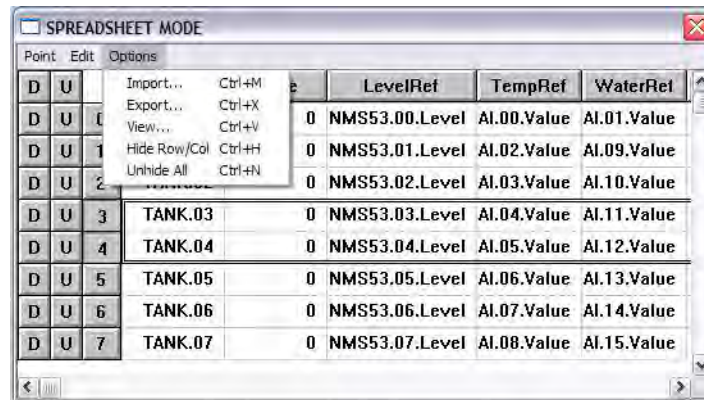 SPREADSHEET MODE
Point Edit Options
D U e LevelRef TempRef WaterRef
Import... Ctrl+M
Export... Ctrl+X
View... Ctrl+V
Hide Row/Col Ctrl+H
Unhide All Ctrl+N
D U 0 NMS53.00.Level AI.00.Value AI.01.Value
D U 1 0 NMS53.01.Level AI.02.Value AI.09.Value
D U 2 0 NMS53.02.Level AI.03.Value AI.10.Value
D U 3 TANK.03 0 NMS53.03.Level AI.04.Value AI.11.Value
D U 4 TANK.04 0 NMS53.04.Level AI.05.Value AI.12.Value
D U 5 TANK.05 0 NMS53.05.Level AI.06.Value AI.13.Value
D U 6 TANK.06 0 NMS53.06.Level AI.07.Value AI.14.Value
D U 7 TANK.07 0 NMS53.07.Level AI.08.Value AI.15.Value